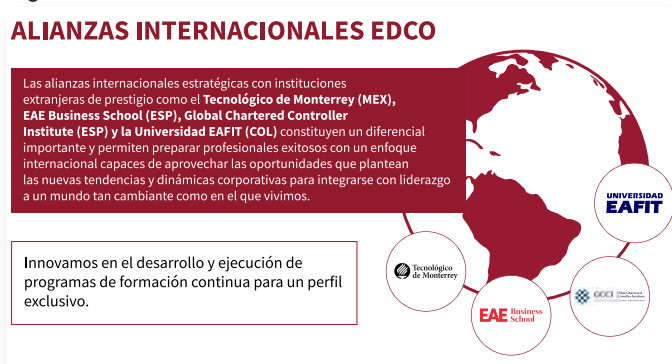 ALIANZAS INTERNACIONALES EDCO
Las alianzas internacionales estratégicas con instituciones
extranjeras de prestigio como el Tecnológico de Monterrey (MEX),
EAE Business School (ESP), Global Chartered Controller
Institute (ESP) y la Universidad EAFIT (COL) constituyen un diferencial
importante y permiten preparar profesionales exitosos con un enfoque
internacional capaces de aprovechar las oportunidades que plantean
las nuevas tendencias y dinámicas corporativas para integrarse con liderazgo
a un mundo tan cambiante como en el que vivimos.
Innovamos en el desarrollo y ejecución de
programas de formación continua para un perfil
exclusivo.
UNIVERSIDAD
EAFIT
Tecnológico
de Monterrey
EAE Business
School
GCCI Global Chartered
Controller Institute